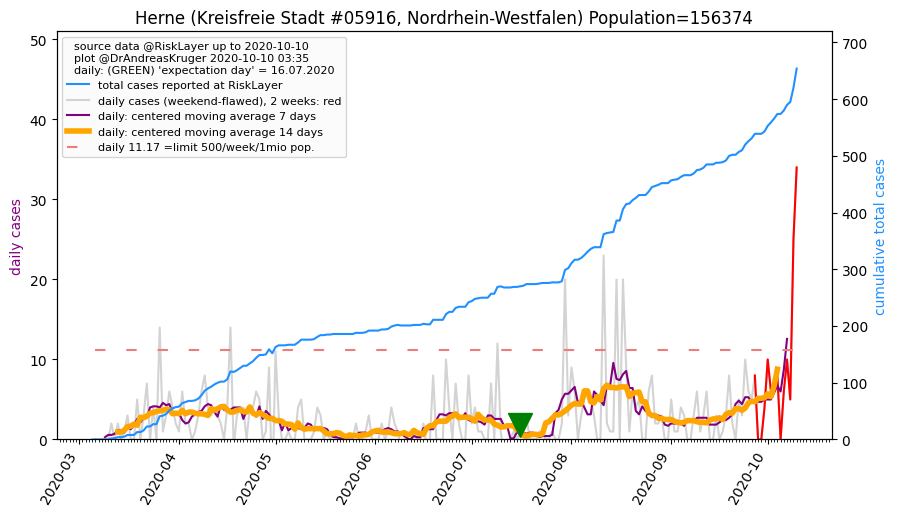 Herne (Kreisfreie Stadt #05916, Nordrhein-Westfalen) Population=156374
source data @RiskLayer up to 2020-10-10
plot @DrAndreasKruger 2020-10-10 03:35
daily: (GREEN) 'expectation day' = 16.07.2020
total cases reported at RiskLayer
daily cases (weekend-flawed), 2 weeks: red
daily: centered moving average 7 days
daily: centered moving average 14 days
daily 11.17 =limit 500/week/1mio pop.
daily cases
50
40
30
20
10
0
700
600
500
400
300
200
100
0
cumulative total cases
2020-03
2020-04
2020-05
2020-06
2020-07
2020-08
2020-09
2020-10